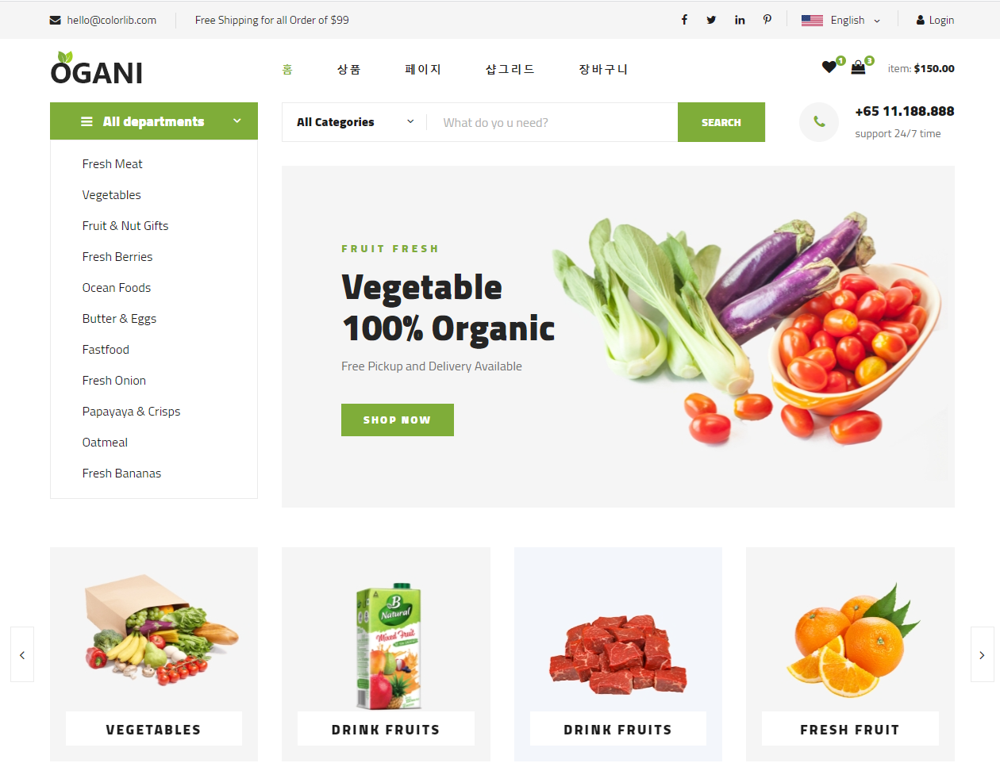 hello@colorlib.com
Free Shipping for all Order of $99
English
Login
OGANI
홈
상품
페이지
샵그리드
장바구니
1
3
item: $150.00
All departments
All Categories
What do yo u need?
SEARCH
+65 11.188.888
support 24/7 time
Fresh Meat
Vegetables
Fruit & Nut Gifts
Fresh Berries
Ocean Foods
Butter & Eggs
Fastfood
Fresh Onion
Papayaya & Crisps
Oatmeal
Fresh Bananas
FRUIT FRESH
Vegetable
100% Organic
Free Pickup and Delivery Available
SHOP NOW
B
Natural
Mixed Fruit
VEGETABLES
DRINK FRUITS
DRINK FRUITS
FRESH FRUIT